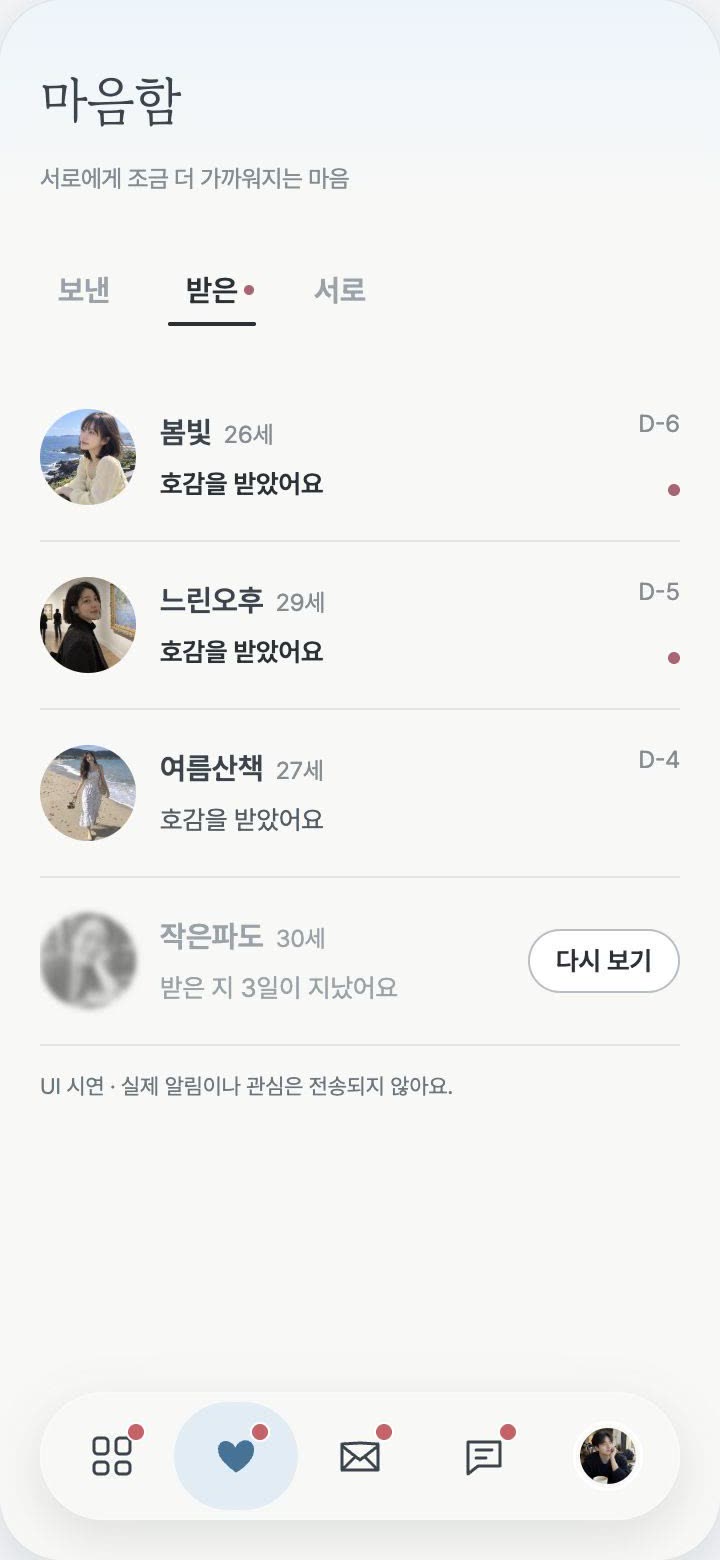 마음함
서로에게 조금 더 가까워지는 마음
보낸 받은 서로
봄빛 26세 D-6
호감을 받았어요
느린오후 29세 D-5
호감을 받았어요
여름산책 27세 D-4
호감을 받았어요
작은파도 30세
받은 지 3일이 지났어요
다시 보기
UI 시연 · 실제 알림이나 관심은 전송되지 않아요.